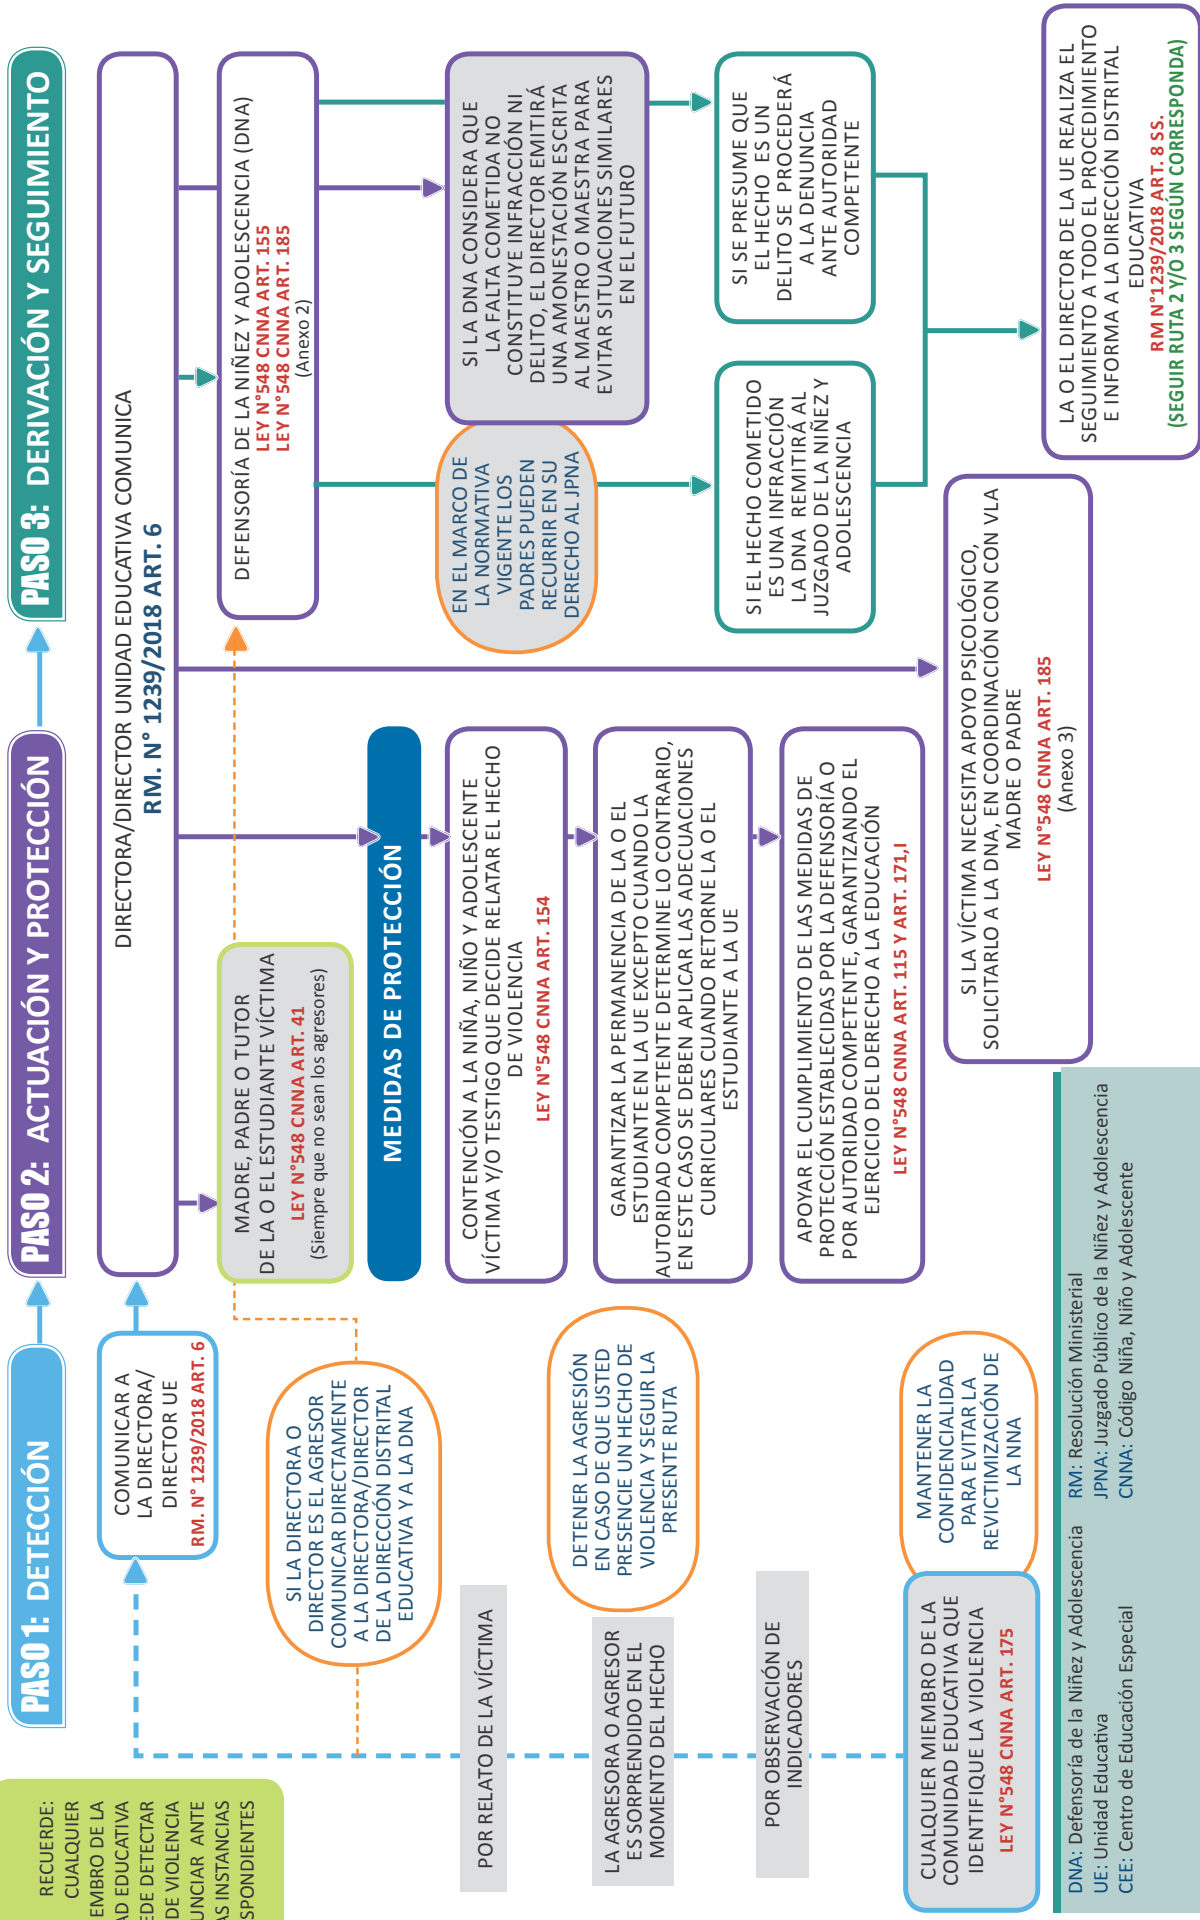 RECUERDE:
CUALQUIER
EMBRO DE LA
AD EDUCATIVA
EDE DETECTAR
DE VIOLENCIA
UNCIAR ANTE
AS INSTANCIAS
SPONDIENTES
PASO 1: DETECCIÓN
PASO 2: ACTUACIÓN Y PROTECCIÓN
PASO 3: DERIVACIÓN Y SEGUIMIENTO
COMUNICAR A
LA DIRECTORA/
DIRECTOR UE
RM. N° 1239/2018 ART. 6
SI LA DIRECTORA O
DIRECTOR ES EL AGRESOR
COMUNICAR DIRECTAMENTE
A LA DIRECTORA/DIRECTOR
DE LA DIRECCIÓN DISTRITAL
EDUCATIVA Y A LA DNA
POR RELATO DE LA VÍCTIMA
LA AGRESORA O AGRESOR
ES SORPRENDIDO EN EL
MOMENTO DEL HECHO
DETENER LA AGRESIÓN
EN CASO DE QUE USTED
PRESENCIE UN HECHO DE
VIOLENCIA Y SEGUIR LA
PRESENTE RUTA
POR OBSERVACIÓN DE
INDICADORES
CUALQUIER MIEMBRO DE LA
COMUNIDAD EDUCATIVA QUE
IDENTIFIQUE LA VIOLENCIA
LEY N°548 CNNA ART. 175
MANTENER LA
CONFIDENCIALIDAD
PARA EVITAR LA
REVICTIMIZACIÓN DE
LA NNA
DIRECTORA/DIRECTOR UNIDAD EDUCATIVA COMUNICA
RM. N° 1239/2018 ART. 6
MADRE, PADRE O TUTOR
DE LA O EL ESTUDIANTE VÍCTIMA
LEY N°548 CNNA ART. 41
(Siempre que no sean los agresores)
MEDIDAS DE PROTECCIÓN
CONTENCIÓN A LA NIÑA, NIÑO Y ADOLESCENTE
VÍCTIMA Y/O TESTIGO QUE DECIDE RELATAR EL HECHO
DE VIOLENCIA
LEY N°548 CNNA ART. 154
GARANTIZAR LA PERMANENCIA DE LA O EL
ESTUDIANTE EN LA UE EXCEPTO CUANDO LA
AUTORIDAD COMPETENTE DETERMINE LO CONTRARIO,
EN ESTE CASO SE DEBEN APLICAR LAS ADECUACIONES
CURRICULARES CUANDO RETORNE LA O EL
ESTUDIANTE A LA UE
APOYAR EL CUMPLIMIENTO DE LAS MEDIDAS DE
PROTECCIÓN ESTABLECIDAS POR LA DEFENSORÍA O
POR AUTORIDAD COMPETENTE, GARANTIZANDO EL
EJERCICIO DEL DERECHO A LA EDUCACIÓN
LEY N°548 CNNA ART. 115 Y ART. 171,I
SI LA VÍCTIMA NECESITA APOYO PSICOLÓGICO,
SOLICITARLO A LA DNA, EN COORDINACIÓN CON CON VLA
MADRE O PADRE
LEY N°548 CNNA ART. 185
(Anexo 3)
DEFENSORÍA DE LA NIÑEZ Y ADOLESCENCIA (DNA)
LEY N°548 CNNA ART. 155
LEY N°548 CNNA ART. 185
(Anexo 2)
EN EL MARCO DE
LA NORMATIVA
VIGENTE LOS
PADRES PUEDEN
RECURRIR EN SU
DERECHO AL JPNA
SI LA DNA CONSIDERA QUE
LA FALTA COMETIDA NO
CONSTITUYE INFRACCIÓN NI
DELITO, EL DIRECTOR EMITIRÁ
UNA AMONESTACIÓN ESCRITA
AL MAESTRO O MAESTRA PARA
EVITAR SITUACIONES SIMILARES
EN EL FUTURO
SI EL HECHO COMETIDO
ES UNA INFRACCIÓN
LA DNA REMITIRÁ AL
JUZGADO DE LA NIÑEZ Y
ADOLESCENCIA
SI SE PRESUME QUE
EL HECHO ES UN
DELITO SE PROCEDERÁ
A LA DENUNCIA
ANTE AUTORIDAD
COMPETENTE
LA O EL DIRECTOR DE LA UE REALIZA EL
SEGUIMIENTO A TODO EL PROCEDIMIENTO
E INFORMA A LA DIRECCIÓN DISTRITAL
EDUCATIVA
RM N°1239/2018 ART. 8 SS.
(SEGUIR RUTA 2 Y/O 3 SEGÚN CORRESPONDA)
DNA: Defensoría de la Niñez y Adolescencia
UE: Unidad Educativa
CEE: Centro de Educación Especial
RM: Resolución Ministerial
JPNA: Juzgado Público de la Niñez y Adolescencia
CNNA: Código Niña, Niño y Adolescente